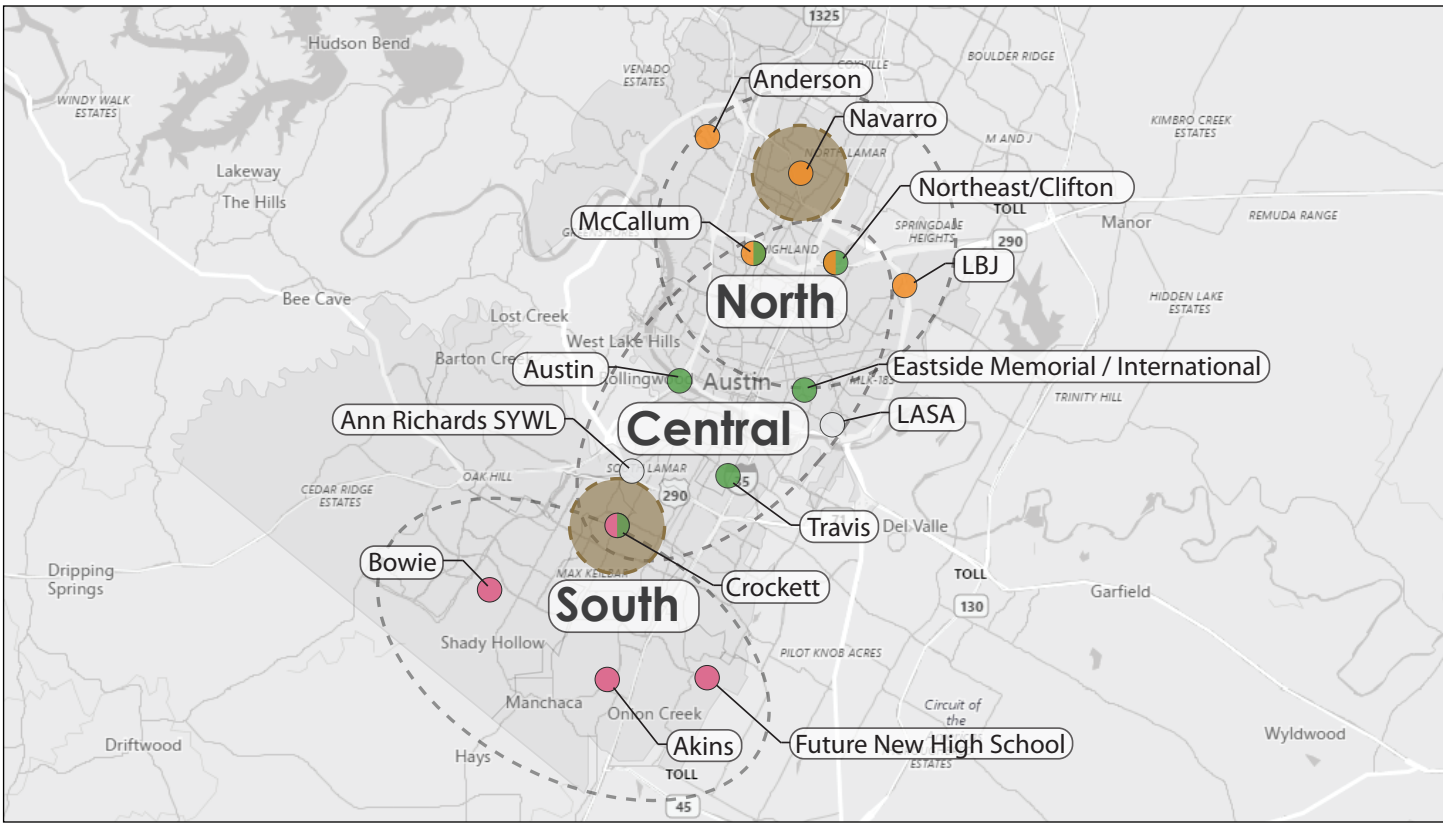 1325
Hudson Bend
BOULDER RIDGE
COXVILLE
VENADO
ESTATES
Anderson
WINDY WALK
ESTATES
Navarro
KIMBRO CREEK
ESTATES
M AND J
NORTH LAMAR
Lakeway
The Hills
Northeast/Clifton
TOLL
290
McCallum
SPRINGDALE
HEIGHTS
Manor
REMUDA RANGE
HIGHLAND
LBJ
North
Bee Cave
HIDDEN LAKE
ESTATES
Lost Creek
West Lake Hills
Barton Creek
Austin
Rollingwood
Austin
Eastside Memorial / International
MLK-183
TRINITY HILL
Ann Richards SYWL
Central
LASA
OAK HILL
SOUTH LAMAR
CEDAR RIDGE
ESTATES
290
35
71
Travis
Del Valle
Bowie
MAX KEILBAR
Crockett
Dripping
Springs
TOLL
130
Garfield
South
Shady Hollow
PILOT KNOB ACRES
Manchaca
Onion Creek
Circuit of
the
Americas
ESTATES
Akins
Future New High School
Driftwood
Hays
TOLL
45
Wyldwood